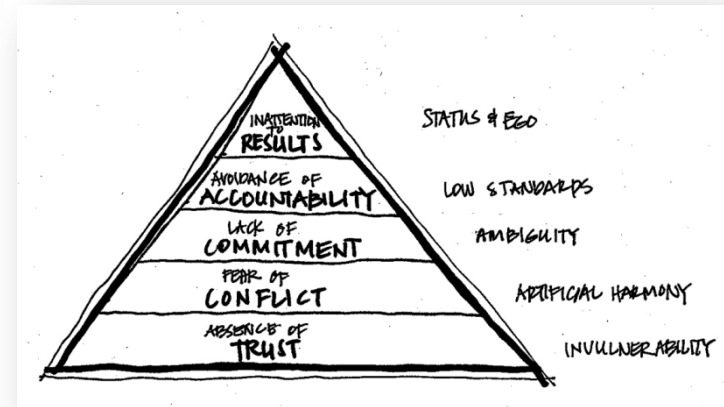 INATTENTION
TO
RESULTS
STATUS & EGO
AVOIDANCE OF
ACCOUNTABILITY
LOW STANDARDS
LACK OF
COMMITMENT
AMBIGUITY
FEAR OF
CONFLICT
ARTIFICIAL HARMONY
ABSENCE OF
TRUST
INVULNERABILITY